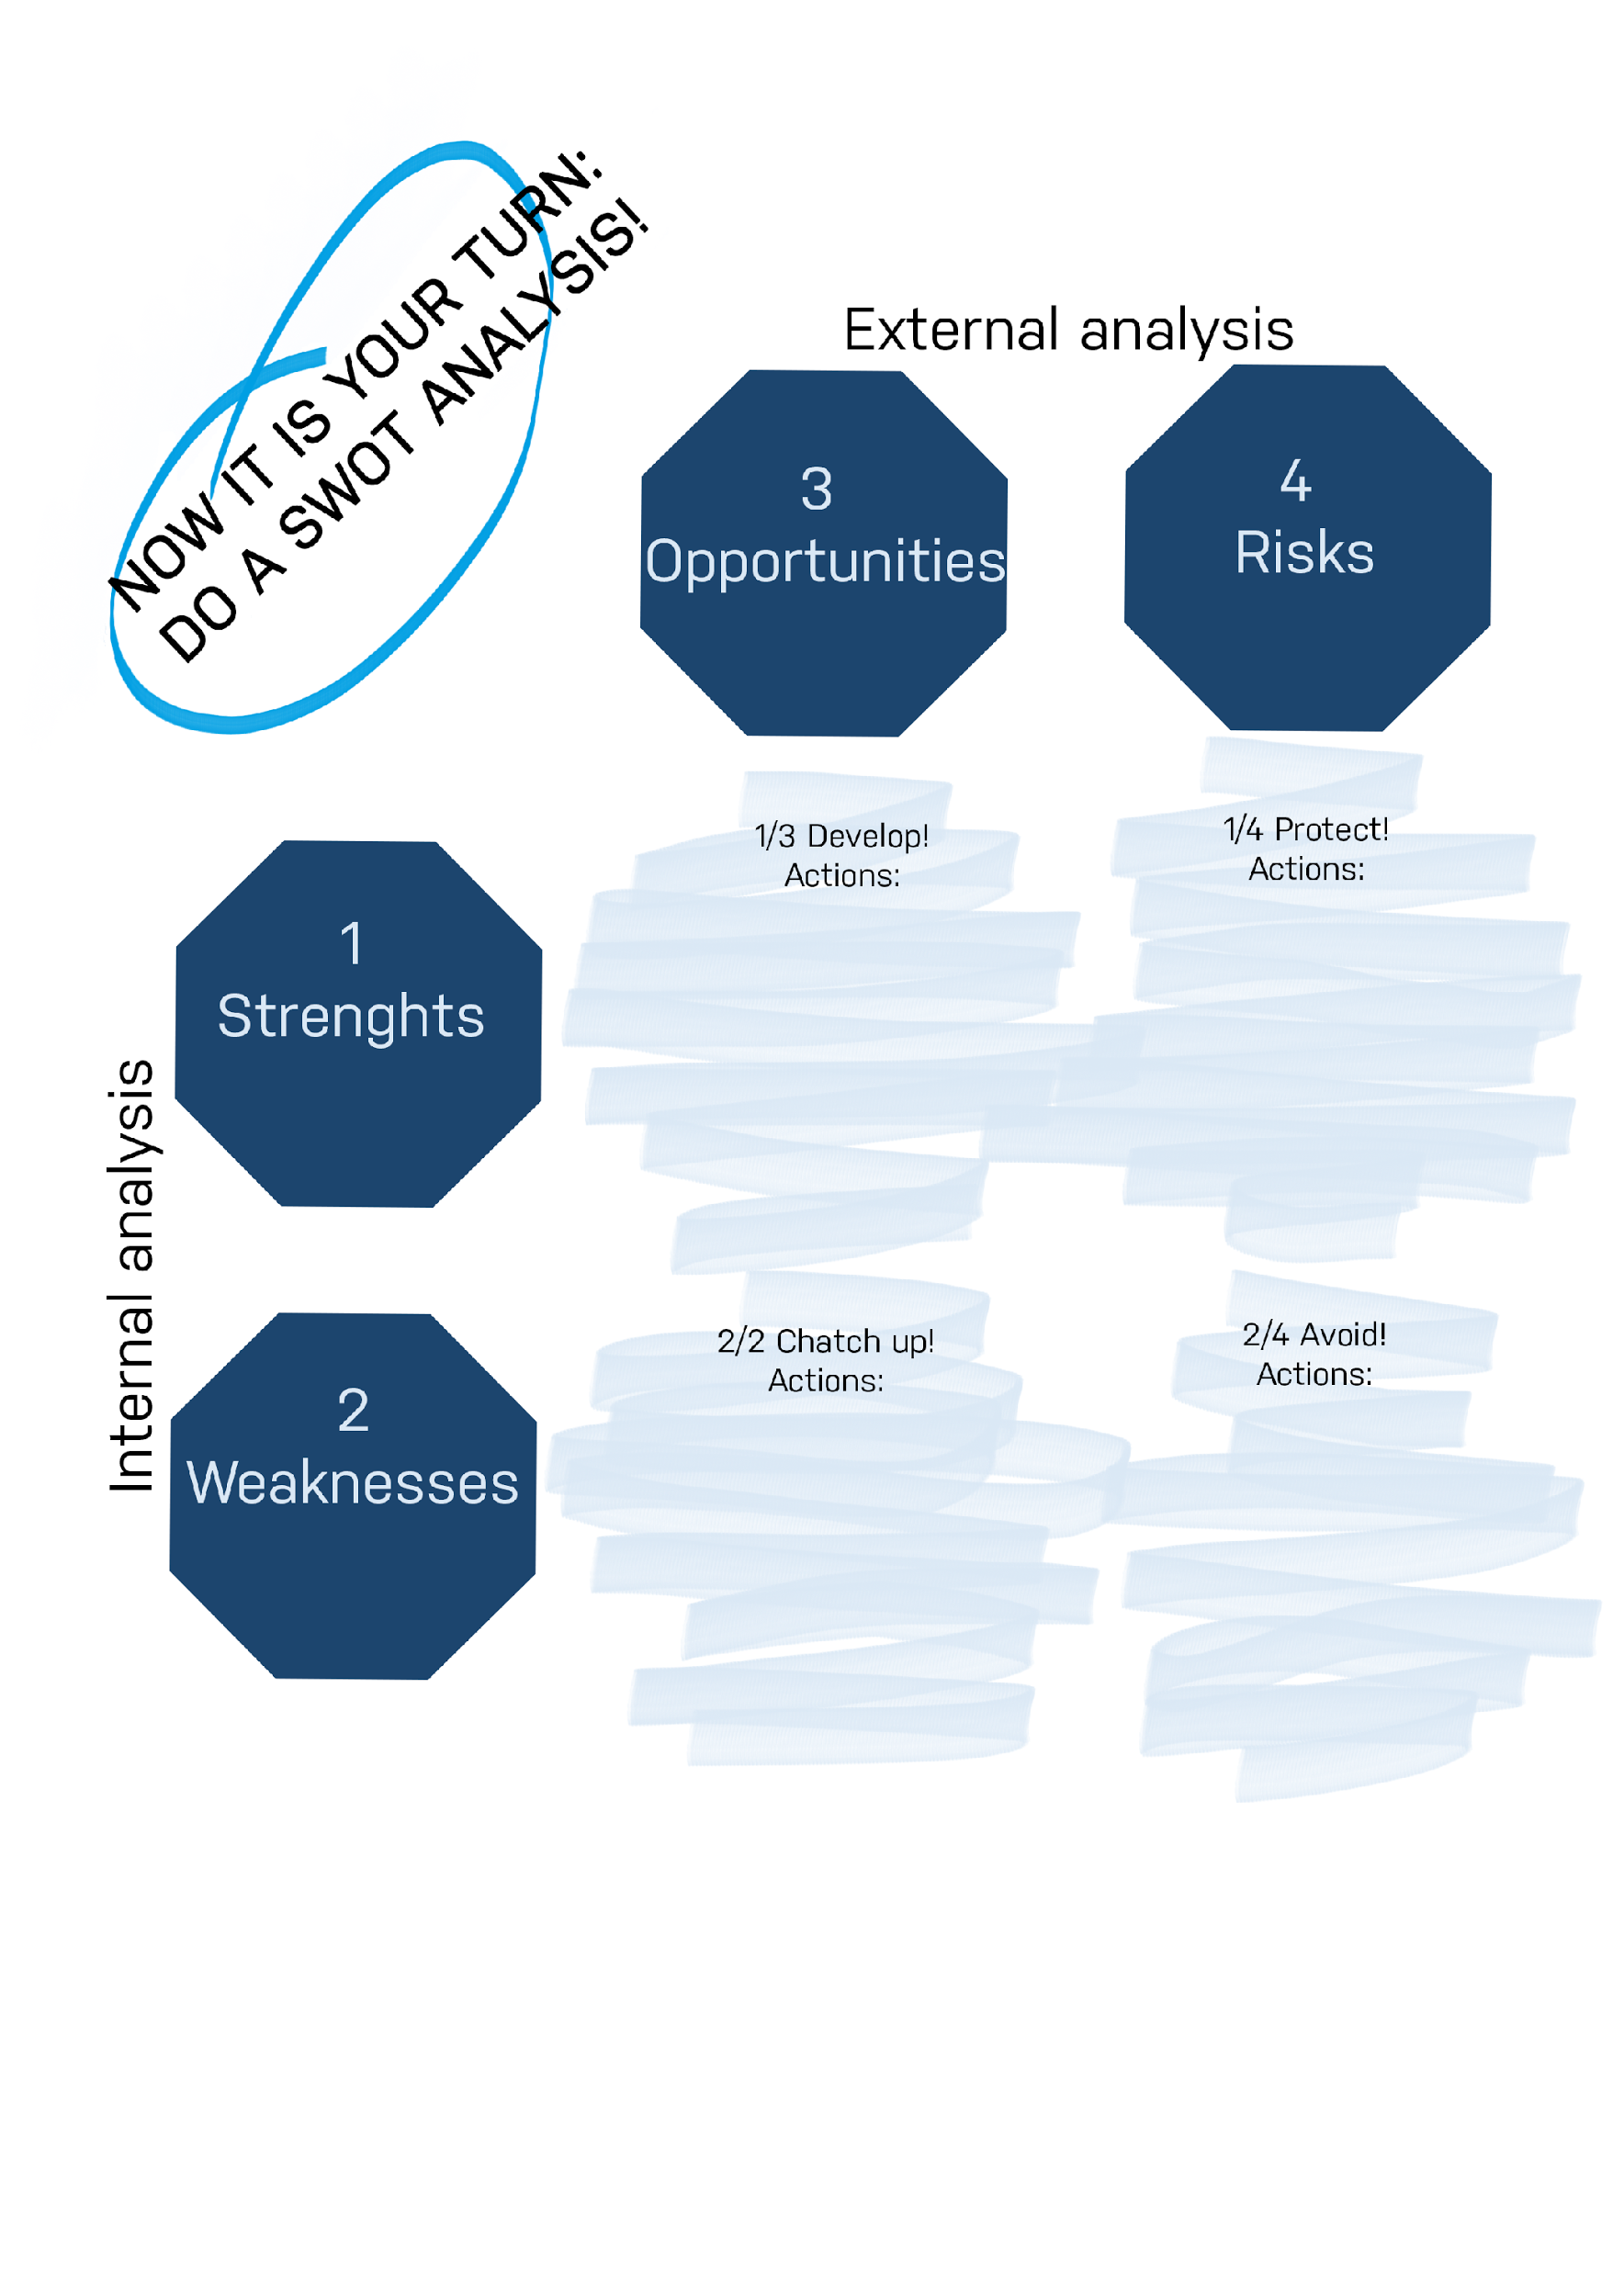 NOW IT IS YOUR TURN:
DO A SWOT ANALYSIS!
External analysis
3
Opportunities
4
Risks
Internal analysis
1
Strenghts
1/3 Develop!
Actions:
1/4 Protect!
Actions:
2
Weaknesses
2/2 Chatch up!
Actions:
2/4 Avoid!
Actions: